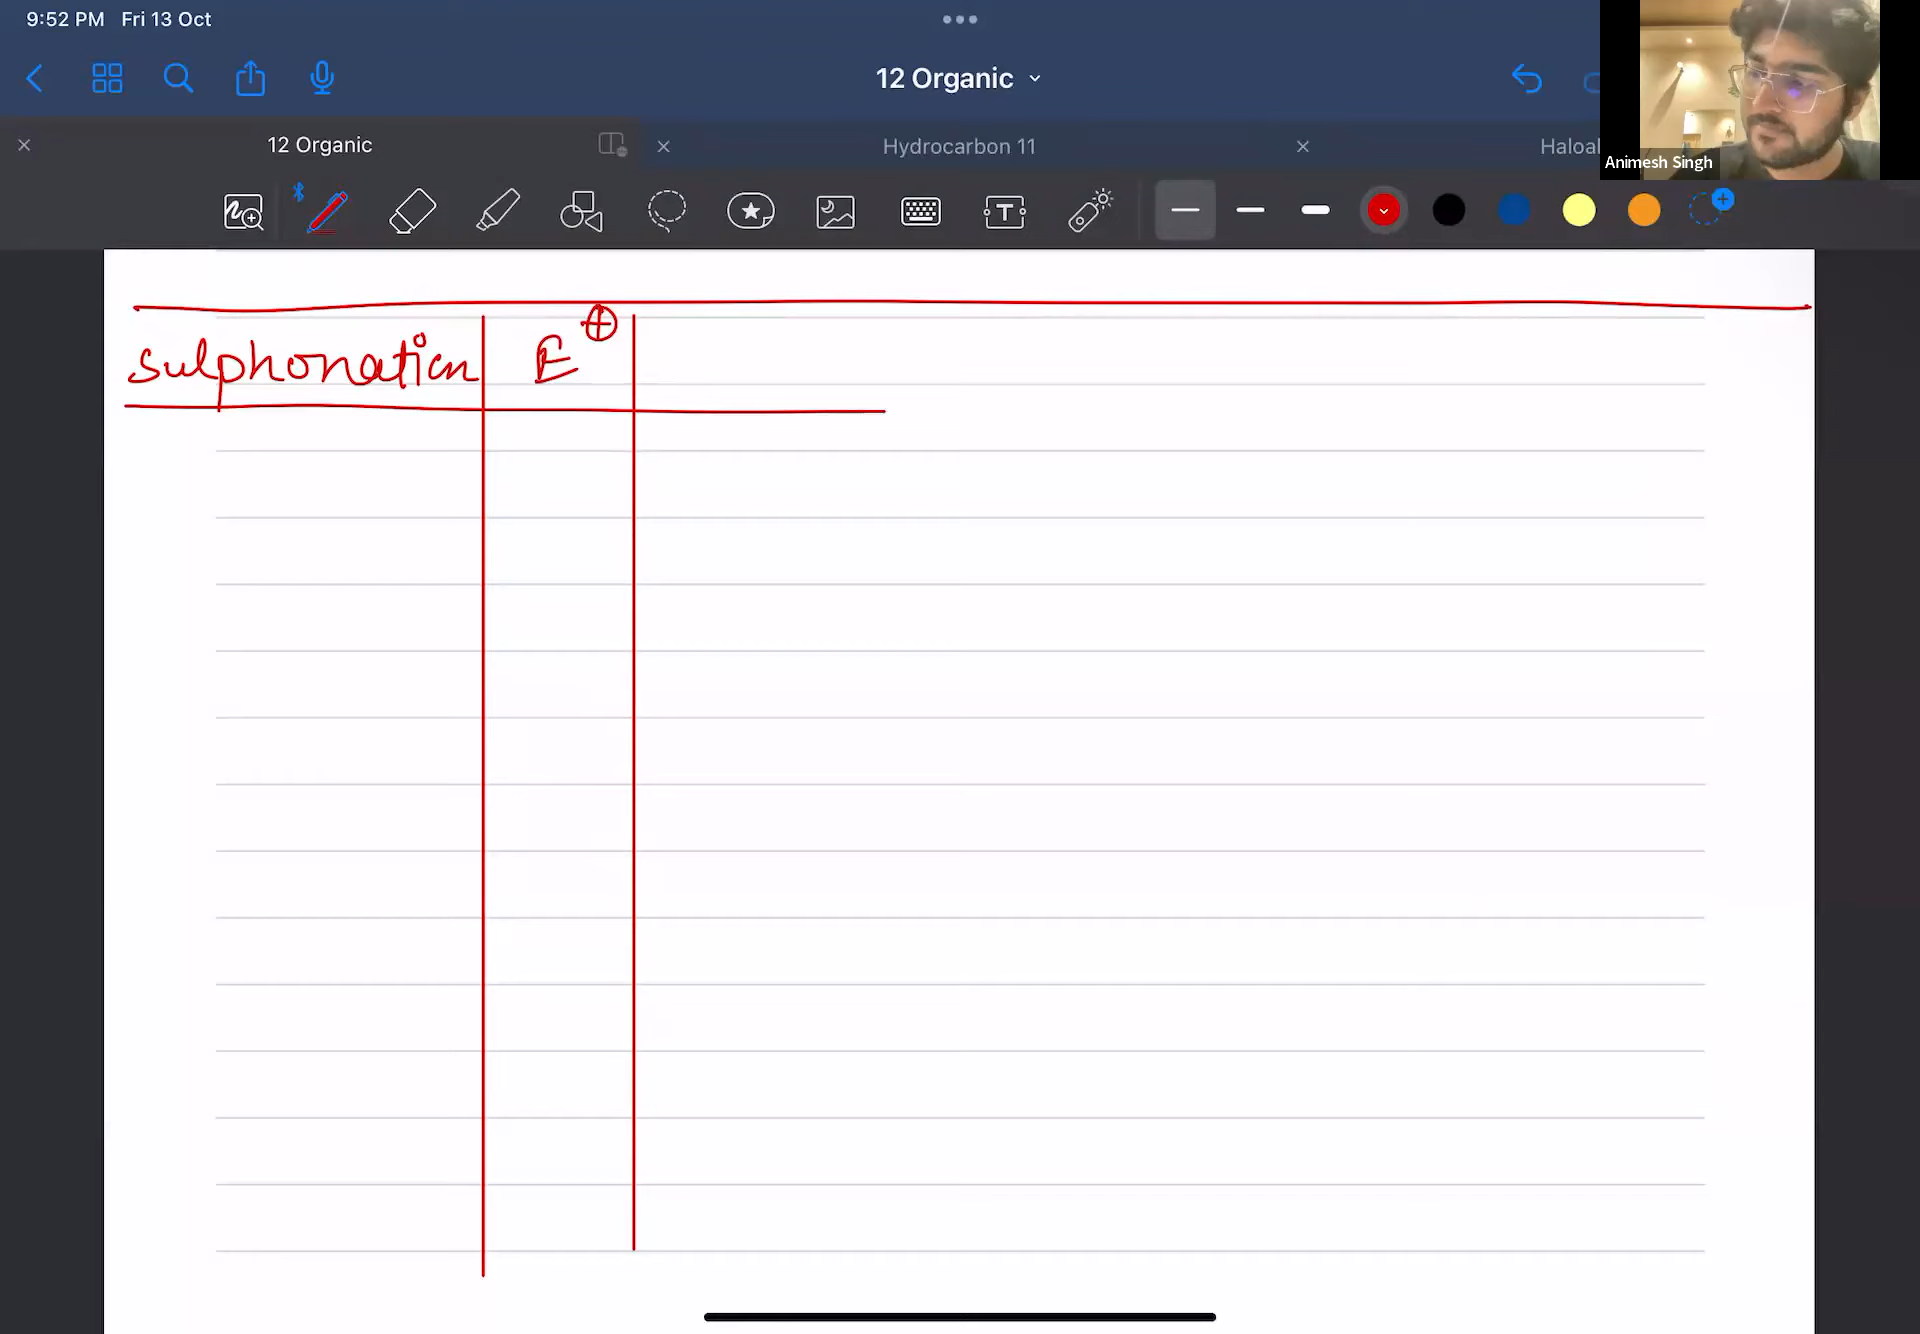 9:52 PM Fri 13 Oct
12 Organic
12 Organic
Hydrocarbon 11
Haloal
Animesh Singh
T
sulphonation E⊕